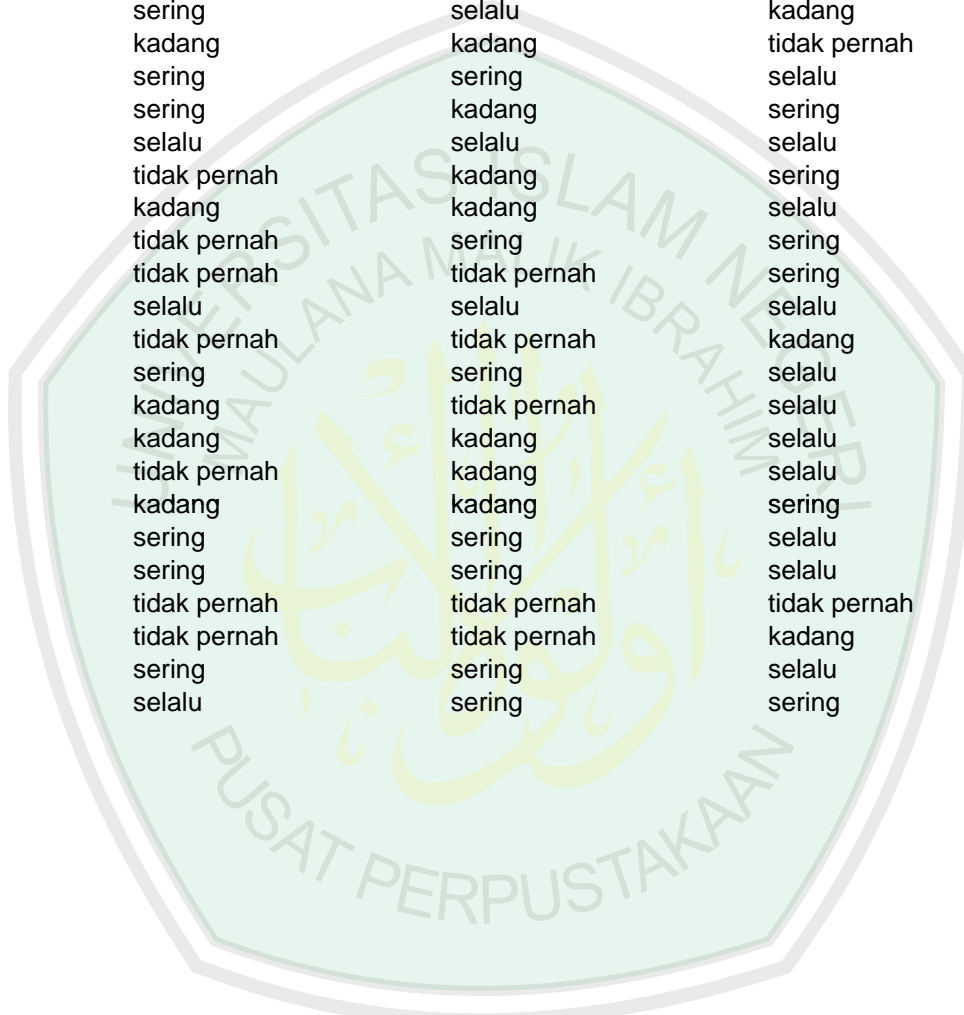 sering selalu kadang
kadang kadang tidak pernah
sering sering selalu
sering kadang sering
selalu selalu selalu
tidak pernah kadang sering
kadang kadang selalu
tidak pernah sering sering
tidak pernah tidak pernah sering
selalu selalu selalu
tidak pernah tidak pernah kadang
sering sering selalu
kadang tidak pernah selalu
kadang kadang selalu
tidak pernah kadang selalu
kadang kadang sering
sering sering selalu
sering sering selalu
tidak pernah tidak pernah tidak pernah
tidak pernah tidak pernah kadang
sering sering selalu
selalu sering sering
UNIVERSITAS ISLAM NEGERI
MAULANA MALIK IBRAHIM
PUSAT PERPUSTAKAAN